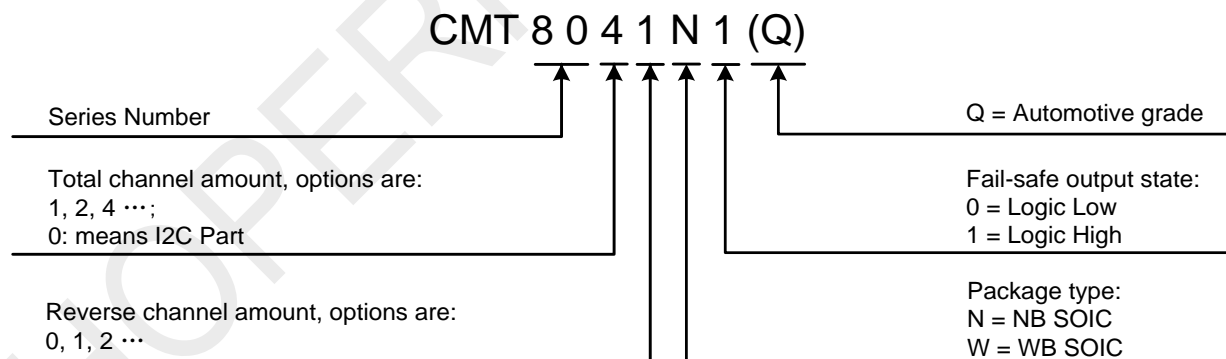 CMT 8 0 4 1 N 1 (Q)
Series Number
Total channel amount, options are:
1, 2, 4 ⋯;
0: means I2C Part
Reverse channel amount, options are:
0, 1, 2 ⋯
Q = Automotive grade
Fail-safe output state:
0 = Logic Low
1 = Logic High
Package type:
N = NB SOIC
W = WB SOIC